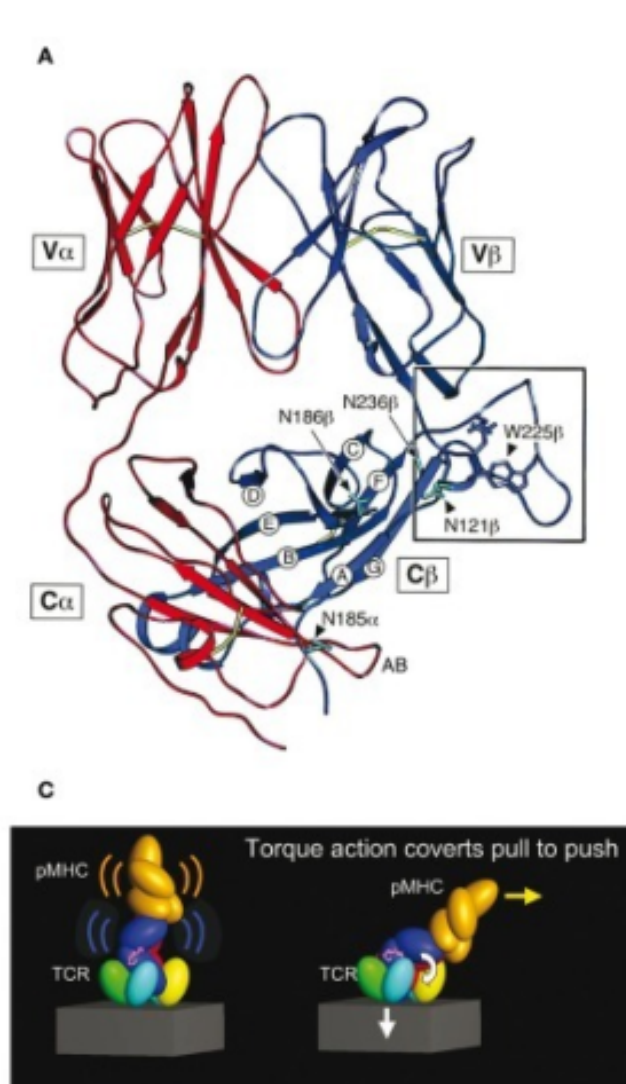 A
Vα
Vβ
N236β
N186β
W225β
C
F
D
N121β
E
B
A
G
Cβ
Cα
N185α
AB
C
Torque action coverts pull to push
pMHC
pMHC
TCR
TCR